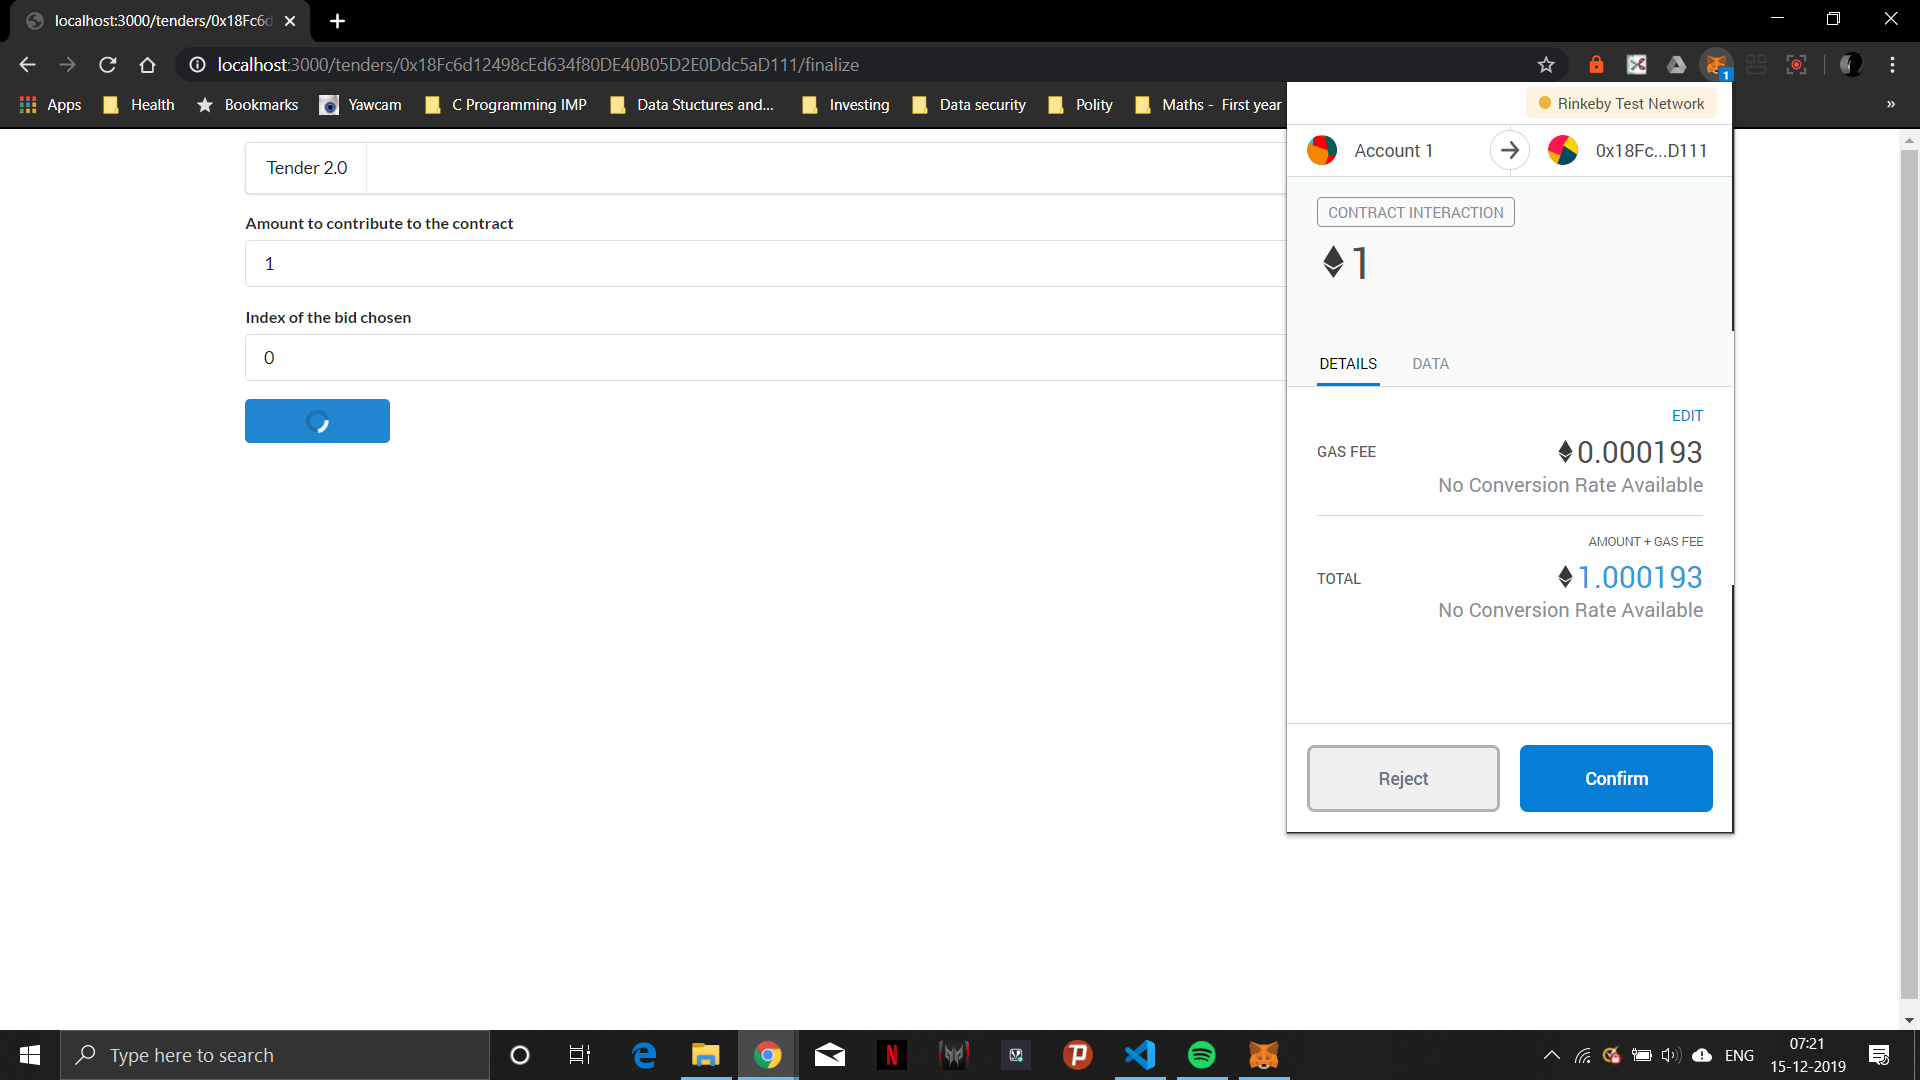 localhost:3000/tenders/0x18Fc6d
localhost:3000/tenders/0x18Fc6d12498cEd634f80DE40B05D2E0Ddc5aD111/finalize
1
Apps Health Bookmarks Yawcam C Programming IMP Data Stuctures and... Investing Data security Polity Maths - First year »
Rinkeby Test Network
Account 1 0x18Fc...D111
Tender 2.0
CONTRACT INTERACTION
Amount to contribute to the contract
1
1
Index of the bid chosen
0
DETAILS DATA
EDIT
GAS FEE 0.000193
No Conversion Rate Available
AMOUNT + GAS FEE
TOTAL 1.000193
No Conversion Rate Available
Reject Confirm
Type here to search
ENG
07:21
15-12-2019